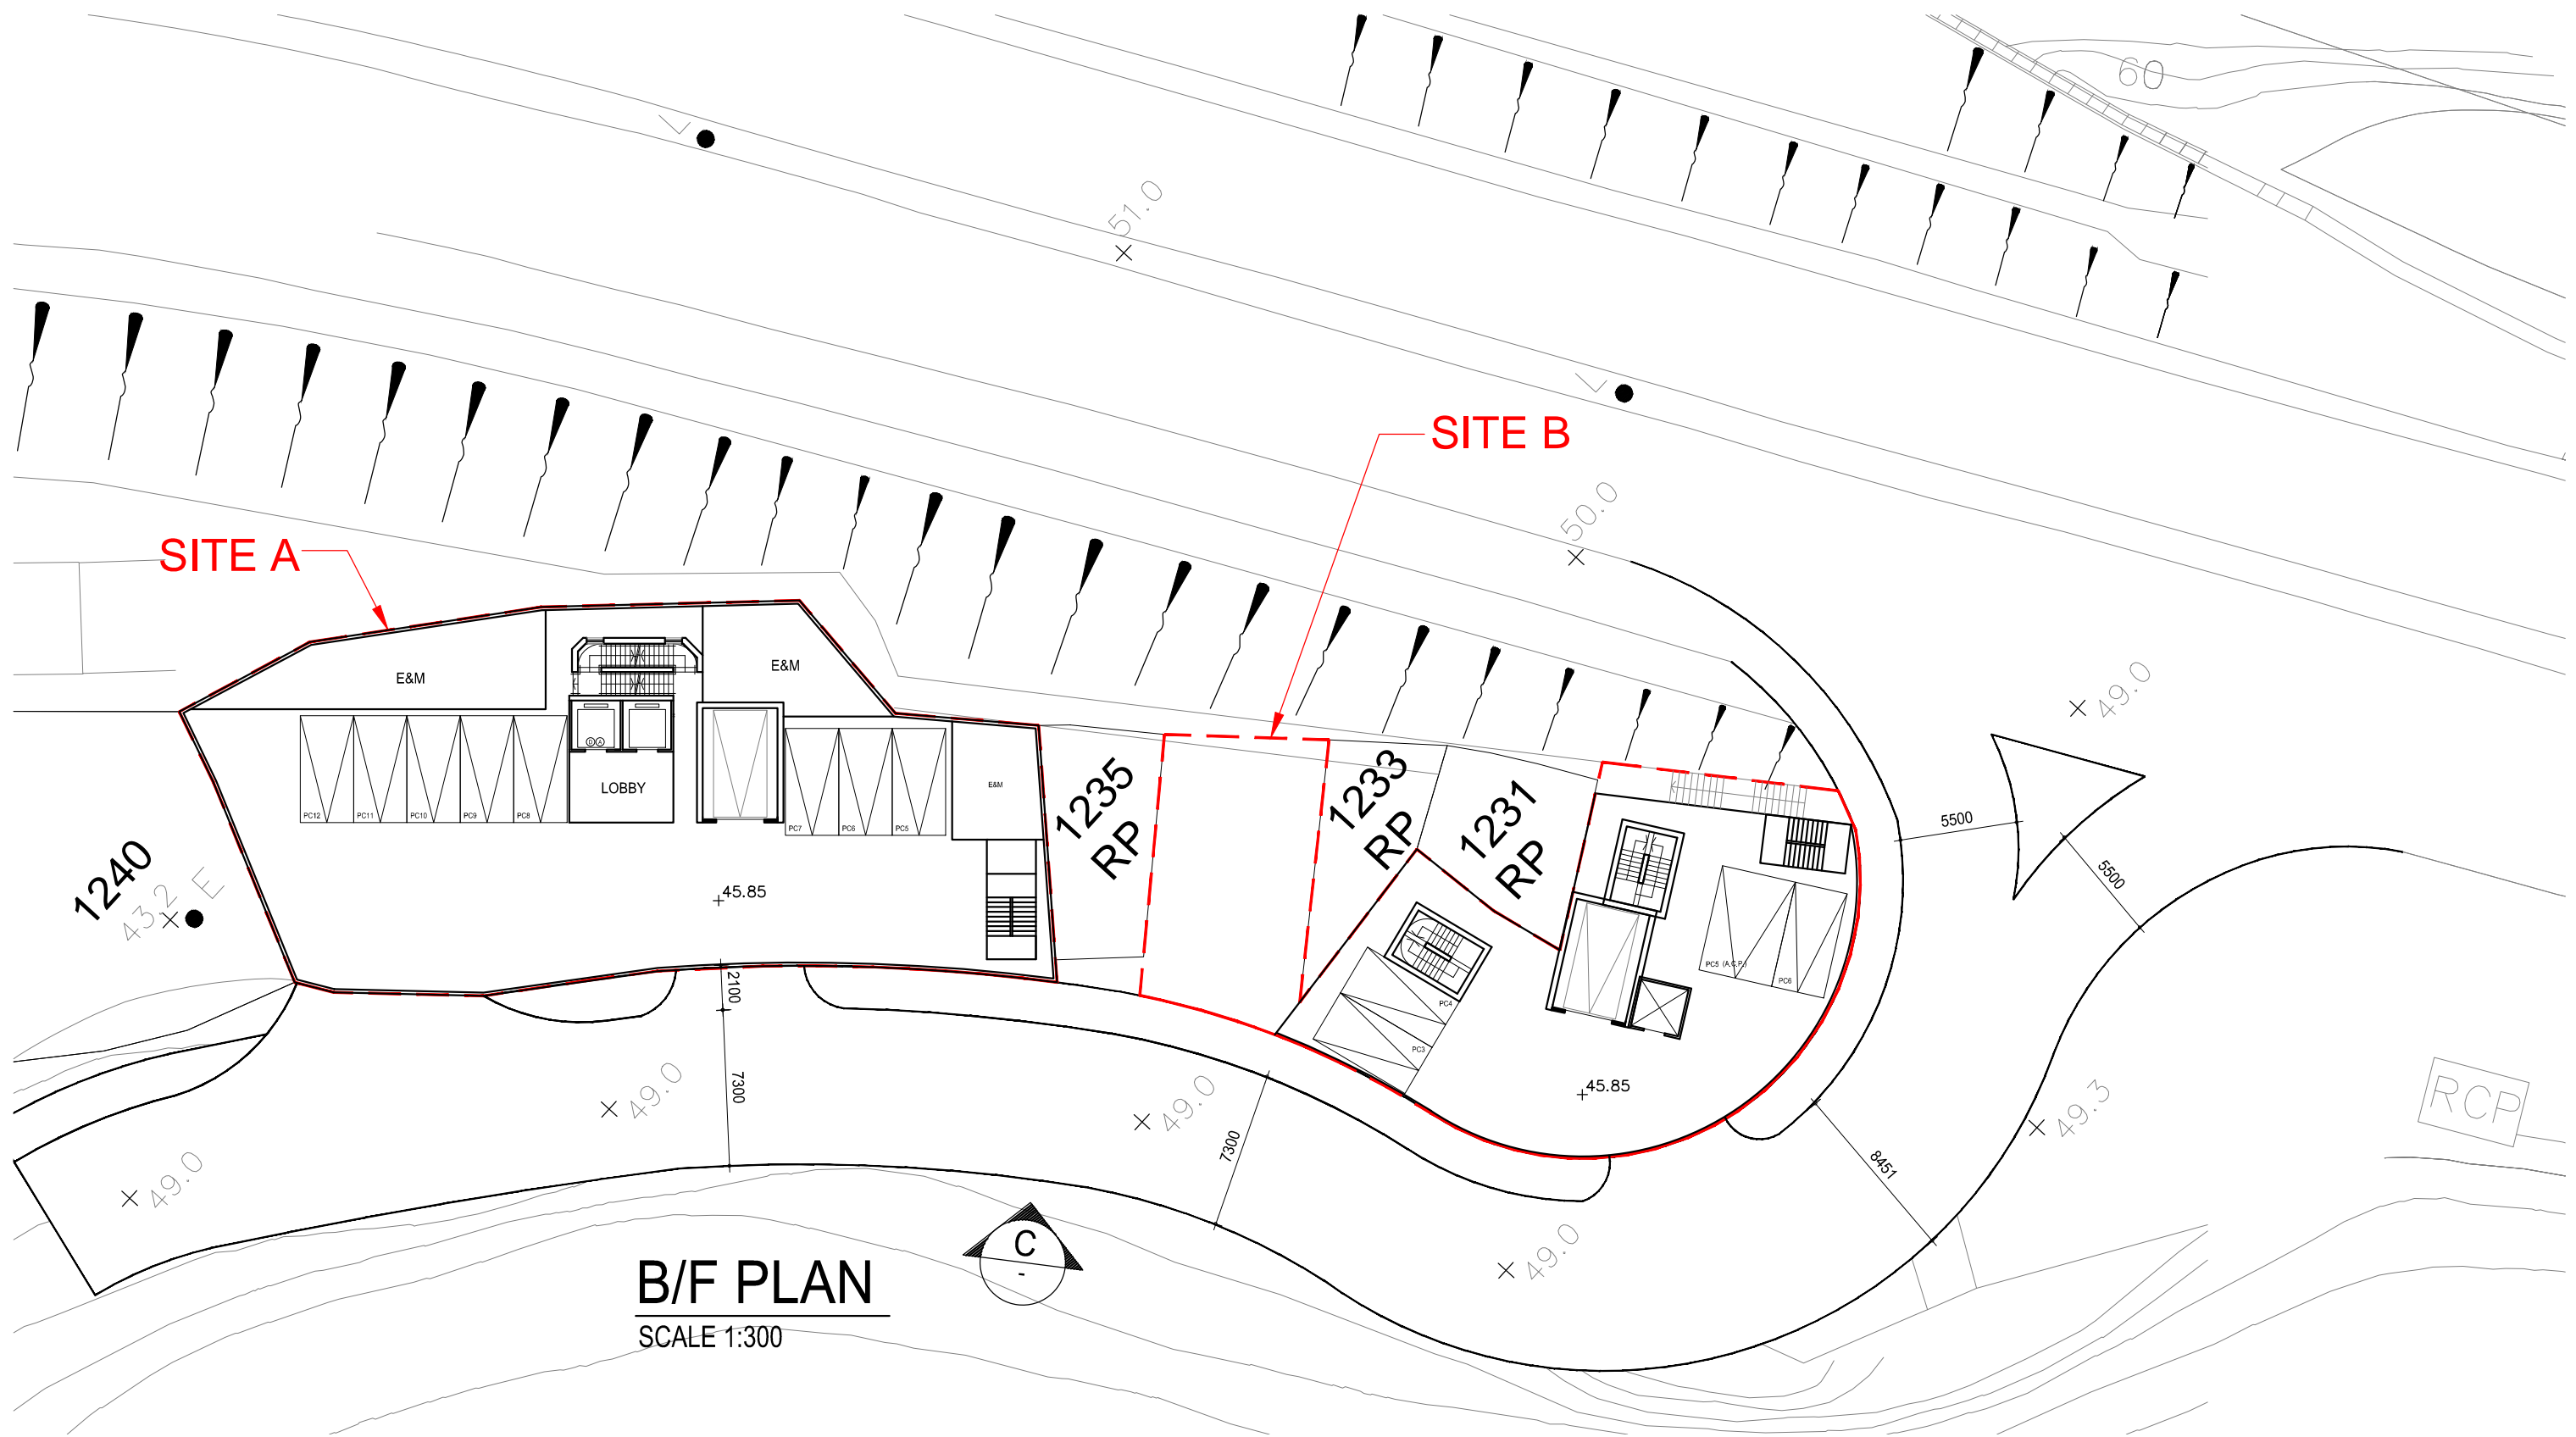 60
L
51.0
L
SITE B
50.0
SITE A
49.0
E&M
E&M
1235
RP
1233
RP
1231
RP
E&M
LOBBY
D A
PC12
PC11
PC10
PC9
PC8
PC7
PC6
PC5
5500
5500
1240
43.2
E
45.85
PC5 (A.C.P.)
PC6
PC4
PC3
2100
7300
45.85
49.0
49.0
7300
49.3
RCP
49.0
8451
C
-
49.0
B/F PLAN
SCALE 1:300